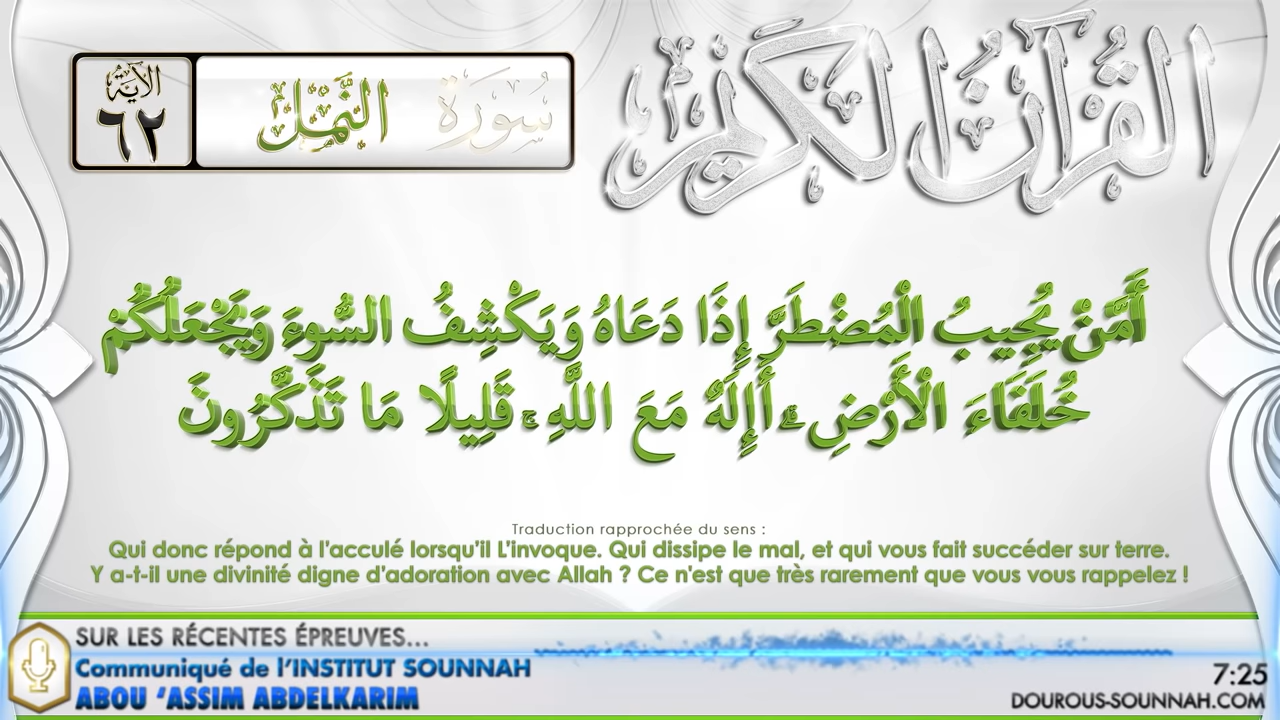 القرآن الكريم
سُورَة النَّمْل
الآية
٦٢
أَمَّنْ يُجِيبُ الْمُضْطَرَّ إِذَا دَعَاهُ وَيَكْشِفُ السُّوءَ وَيَجْعَلُكُمْ
خُلَفَاءَ الْأَرْضِ ۗ أَإِلَهٌ مَعَ اللَّهِ ۚ قَلِيلًا مَا تَذَكَّرُونَ
Traduction rapprochée du sens :
Qui donc répond à l'acculé lorsqu'il L'invoque. Qui dissipe le mal, et qui vous fait succéder sur terre.
Y a-t-il une divinité digne d'adoration avec Allah ? Ce n'est que très rarement que vous vous rappelez !
SUR LES RÉCENTES ÉPREUVES...
Communiqué de l'INSTITUT SOUNNAH
ABOU 'ASSIM ABDELKARIM
7:25
DOUROUS-SOUNNAH.COM